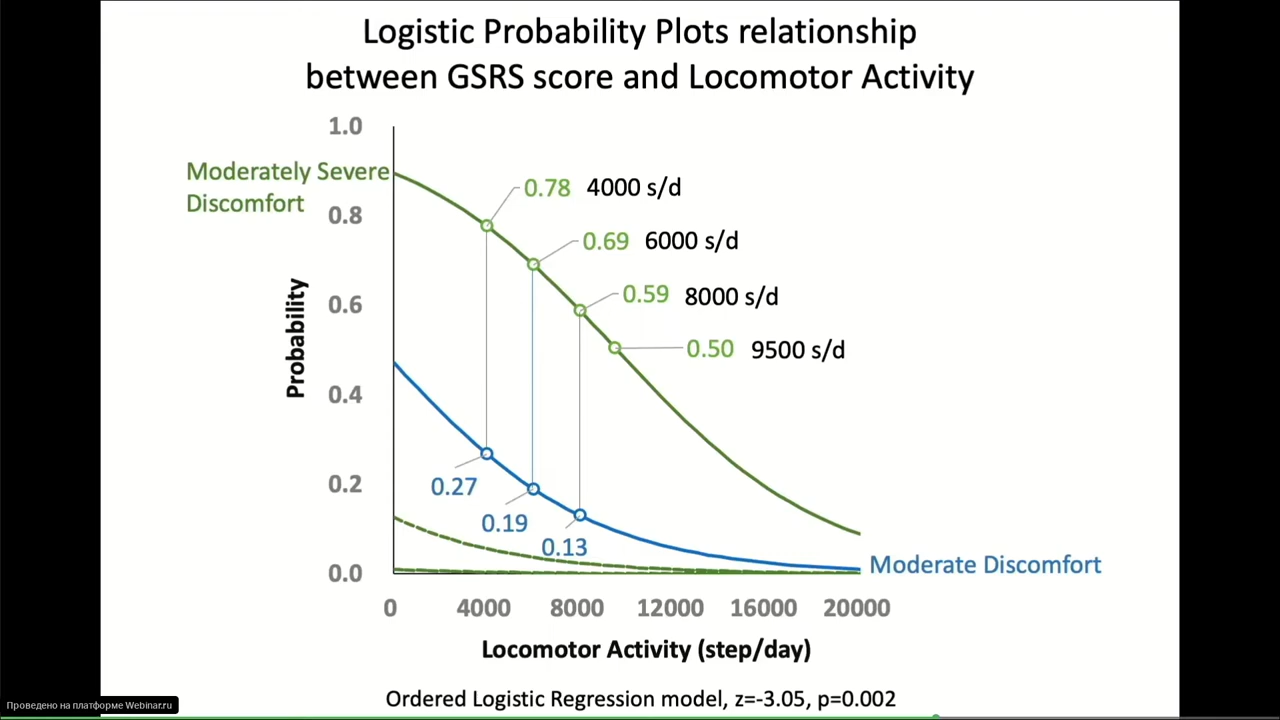 Logistic Probability Plots relationship
between GSRS score and Locomotor Activity
1.0
Moderately Severe
Discomfort
0.78 4000 s/d
0.8
0.69 6000 s/d
0.59 8000 s/d
0.6
0.50 9500 s/d
Probability
0.4
0.27
0.2
0.19
0.13
Moderate Discomfort
0.0
0 4000 8000 12000 16000 20000
Locomotor Activity (step/day)
Ordered Logistic Regression model, z=-3.05, p=0.002
Проведено на платформе Webinar.ru